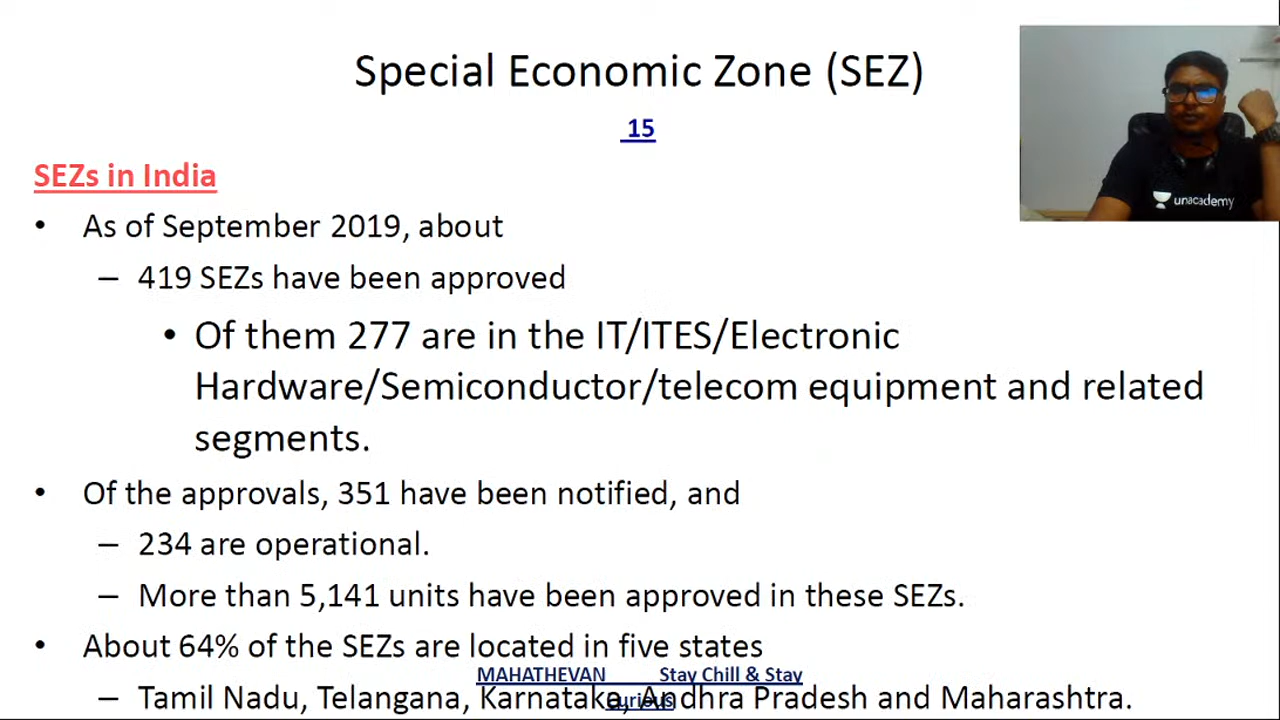 Special Economic Zone (SEZ)
15
unacademy
SEZs in India
• As of September 2019, about
– 419 SEZs have been approved
• Of them 277 are in the IT/ITES/Electronic
Hardware/Semiconductor/telecom equipment and related
segments.
• Of the approvals, 351 have been notified, and
– 234 are operational.
– More than 5,141 units have been approved in these SEZs.
• About 64% of the SEZs are located in five states
MAHATHEVAN Stay Chill & Stay
curious
– Tamil Nadu, Telangana, Karnataka, Andhra Pradesh and Maharashtra.